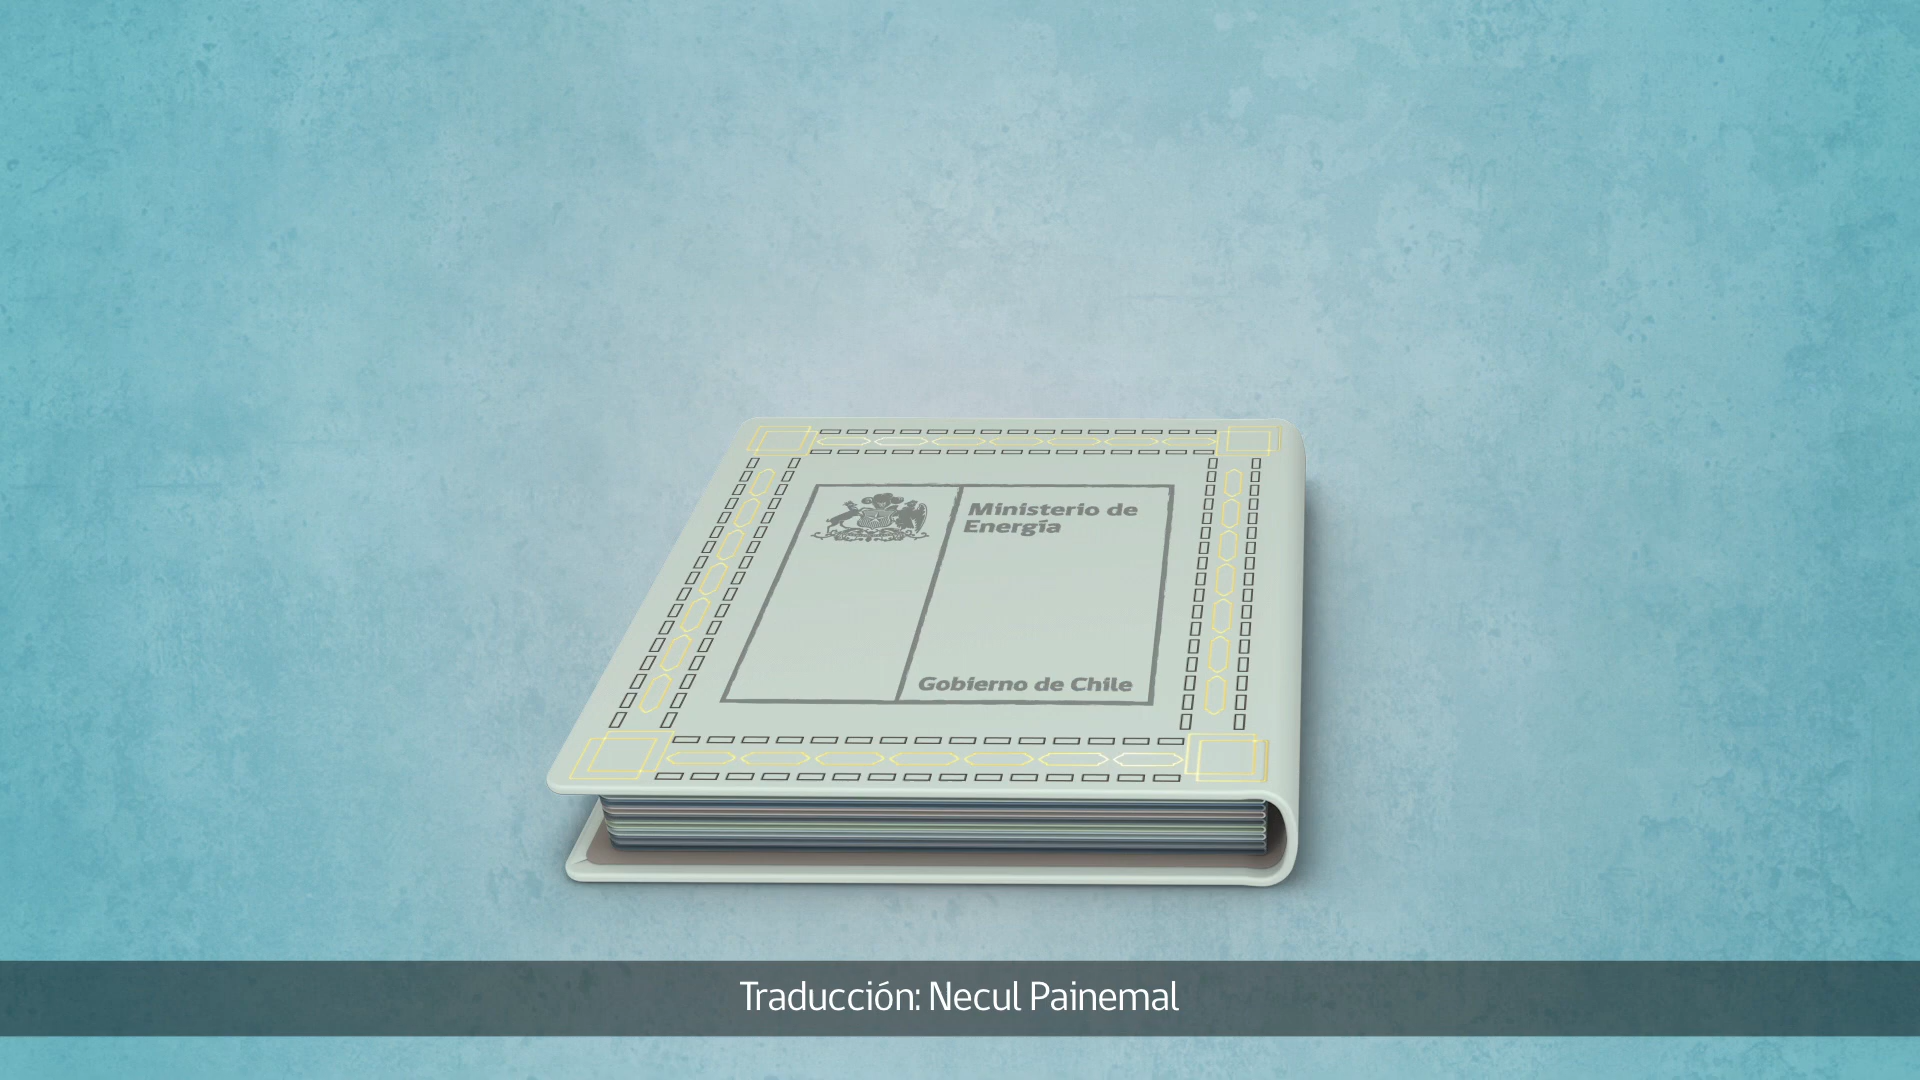 Ministerio de
Energía
Gobierno de Chile
Traducción: Necul Painemal